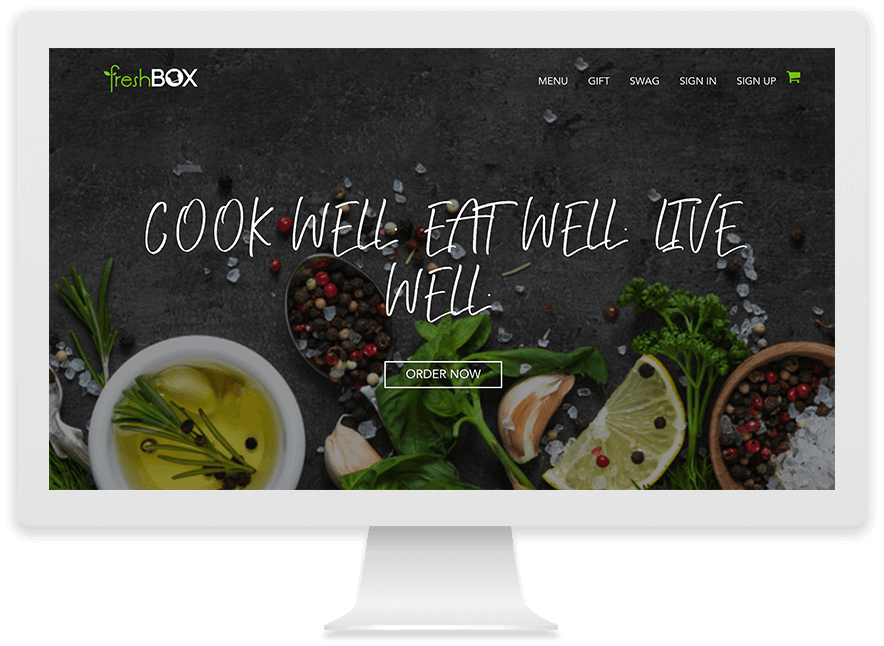 freshBOX
MENU GIFT SWAG SIGN IN SIGN UP
COOK WELL. EAT WELL. LIVE
WELL.
ORDER NOW